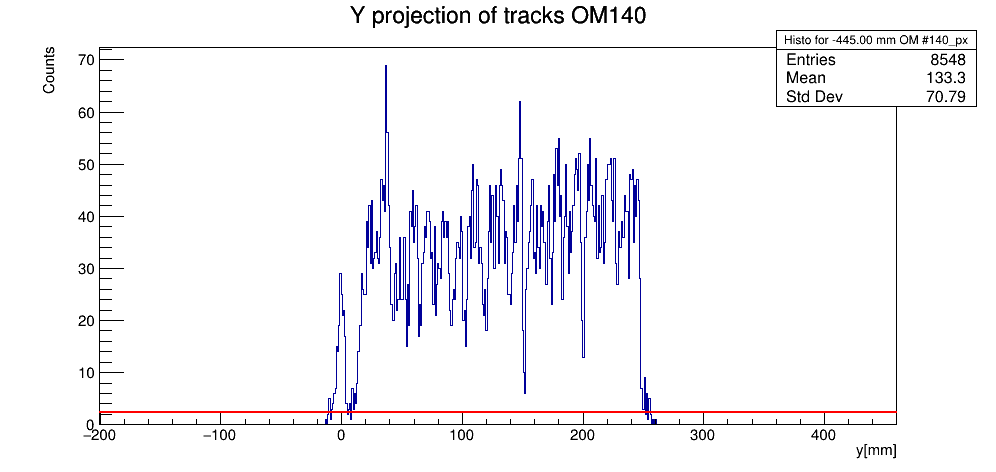 Y projection of tracks OM140
Histo for -445.00 mm OM #140_px
Entries 8548
Mean 133.3
Std Dev 70.79
Counts
70
60
50
40
30
20
10
0
−200 −100 0 100 200 300 400
y[mm]